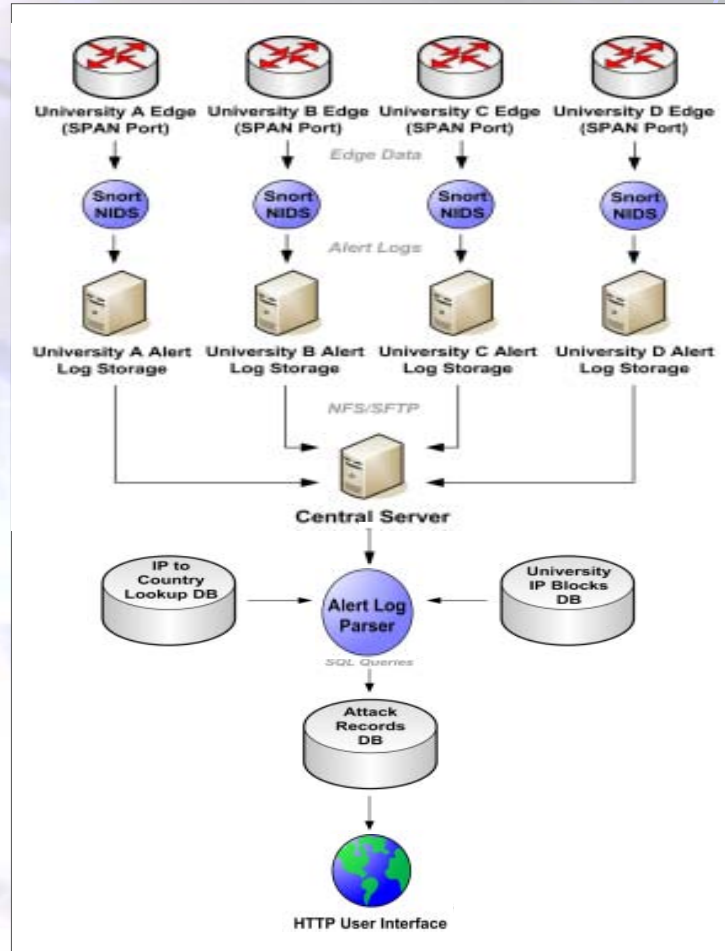 University A Edge
(SPAN Port)
University B Edge
(SPAN Port)
University C Edge
(SPAN Port)
University D Edge
(SPAN Port)
Edge Data
Snort
NIDS
Snort
NIDS
Snort
NIDS
Snort
NIDS
Alert Logs
University A Alert
Log Storage
University B Alert
Log Storage
University C Alert
Log Storage
University D Alert
Log Storage
NFS/SFTP
Central Server
IP to
Country
Lookup DB
Alert Log
Parser
University
IP Blocks
DB
SQL Queries
Attack
Records
DB
HTTP User Interface